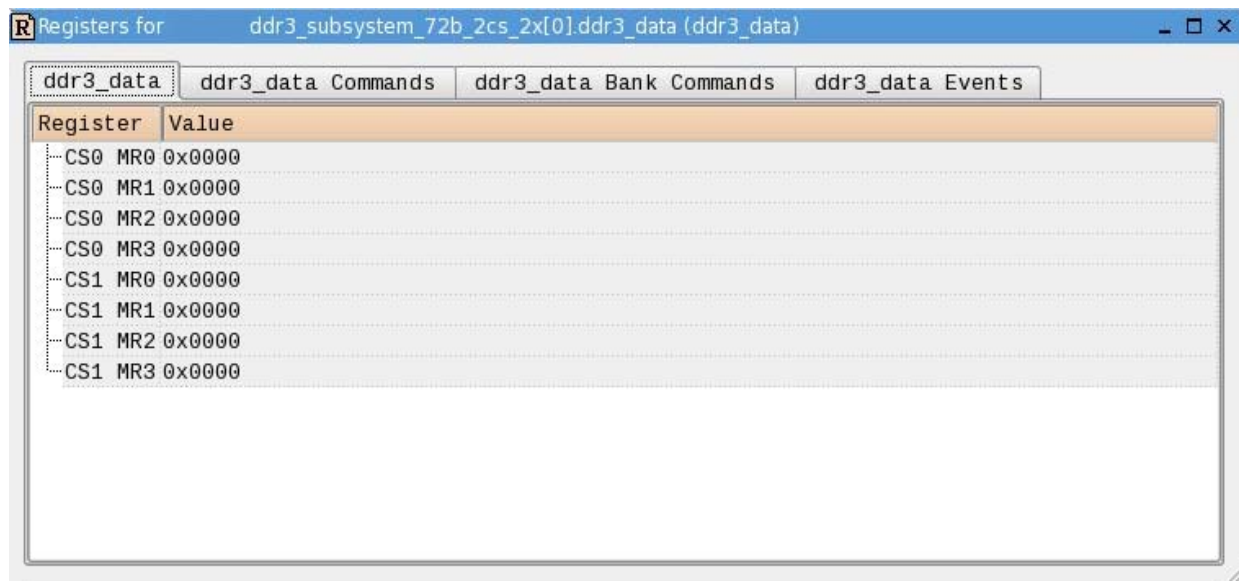 R Registers for ddr3_subsystem_72b_2cs_2x[0].ddr3_data (ddr3_data)
ddr3_data ddr3_data Commands ddr3_data Bank Commands ddr3_data Events
Register Value
CS0 MR0 0x0000
CS0 MR1 0x0000
CS0 MR2 0x0000
CS0 MR3 0x0000
CS1 MR0 0x0000
CS1 MR1 0x0000
CS1 MR2 0x0000
CS1 MR3 0x0000